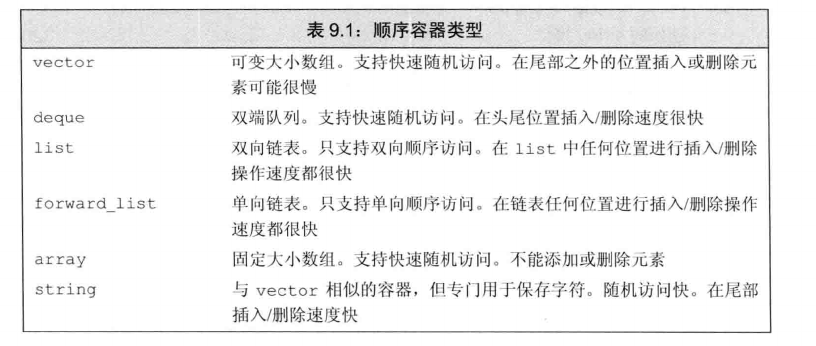 表 9.1：顺序容器类型
vector 可变大小数组。支持快速随机访问。在尾部之外的位置插入或删除元
素可能很慢
deque 双端队列。支持快速随机访问。在头尾位置插入/删除速度很快
list 双向链表。只支持双向顺序访问。在 list 中任何位置进行插入/删除
操作速度都很快
forward_list 单向链表。只支持单向顺序访问。在链表任何位置进行插入/删除操作
速度都很快
array 固定大小数组。支持快速随机访问。不能添加或删除元素
string 与 vector 相似的容器，但专门用于保存字符。随机访问快。在尾部
插入/删除速度快